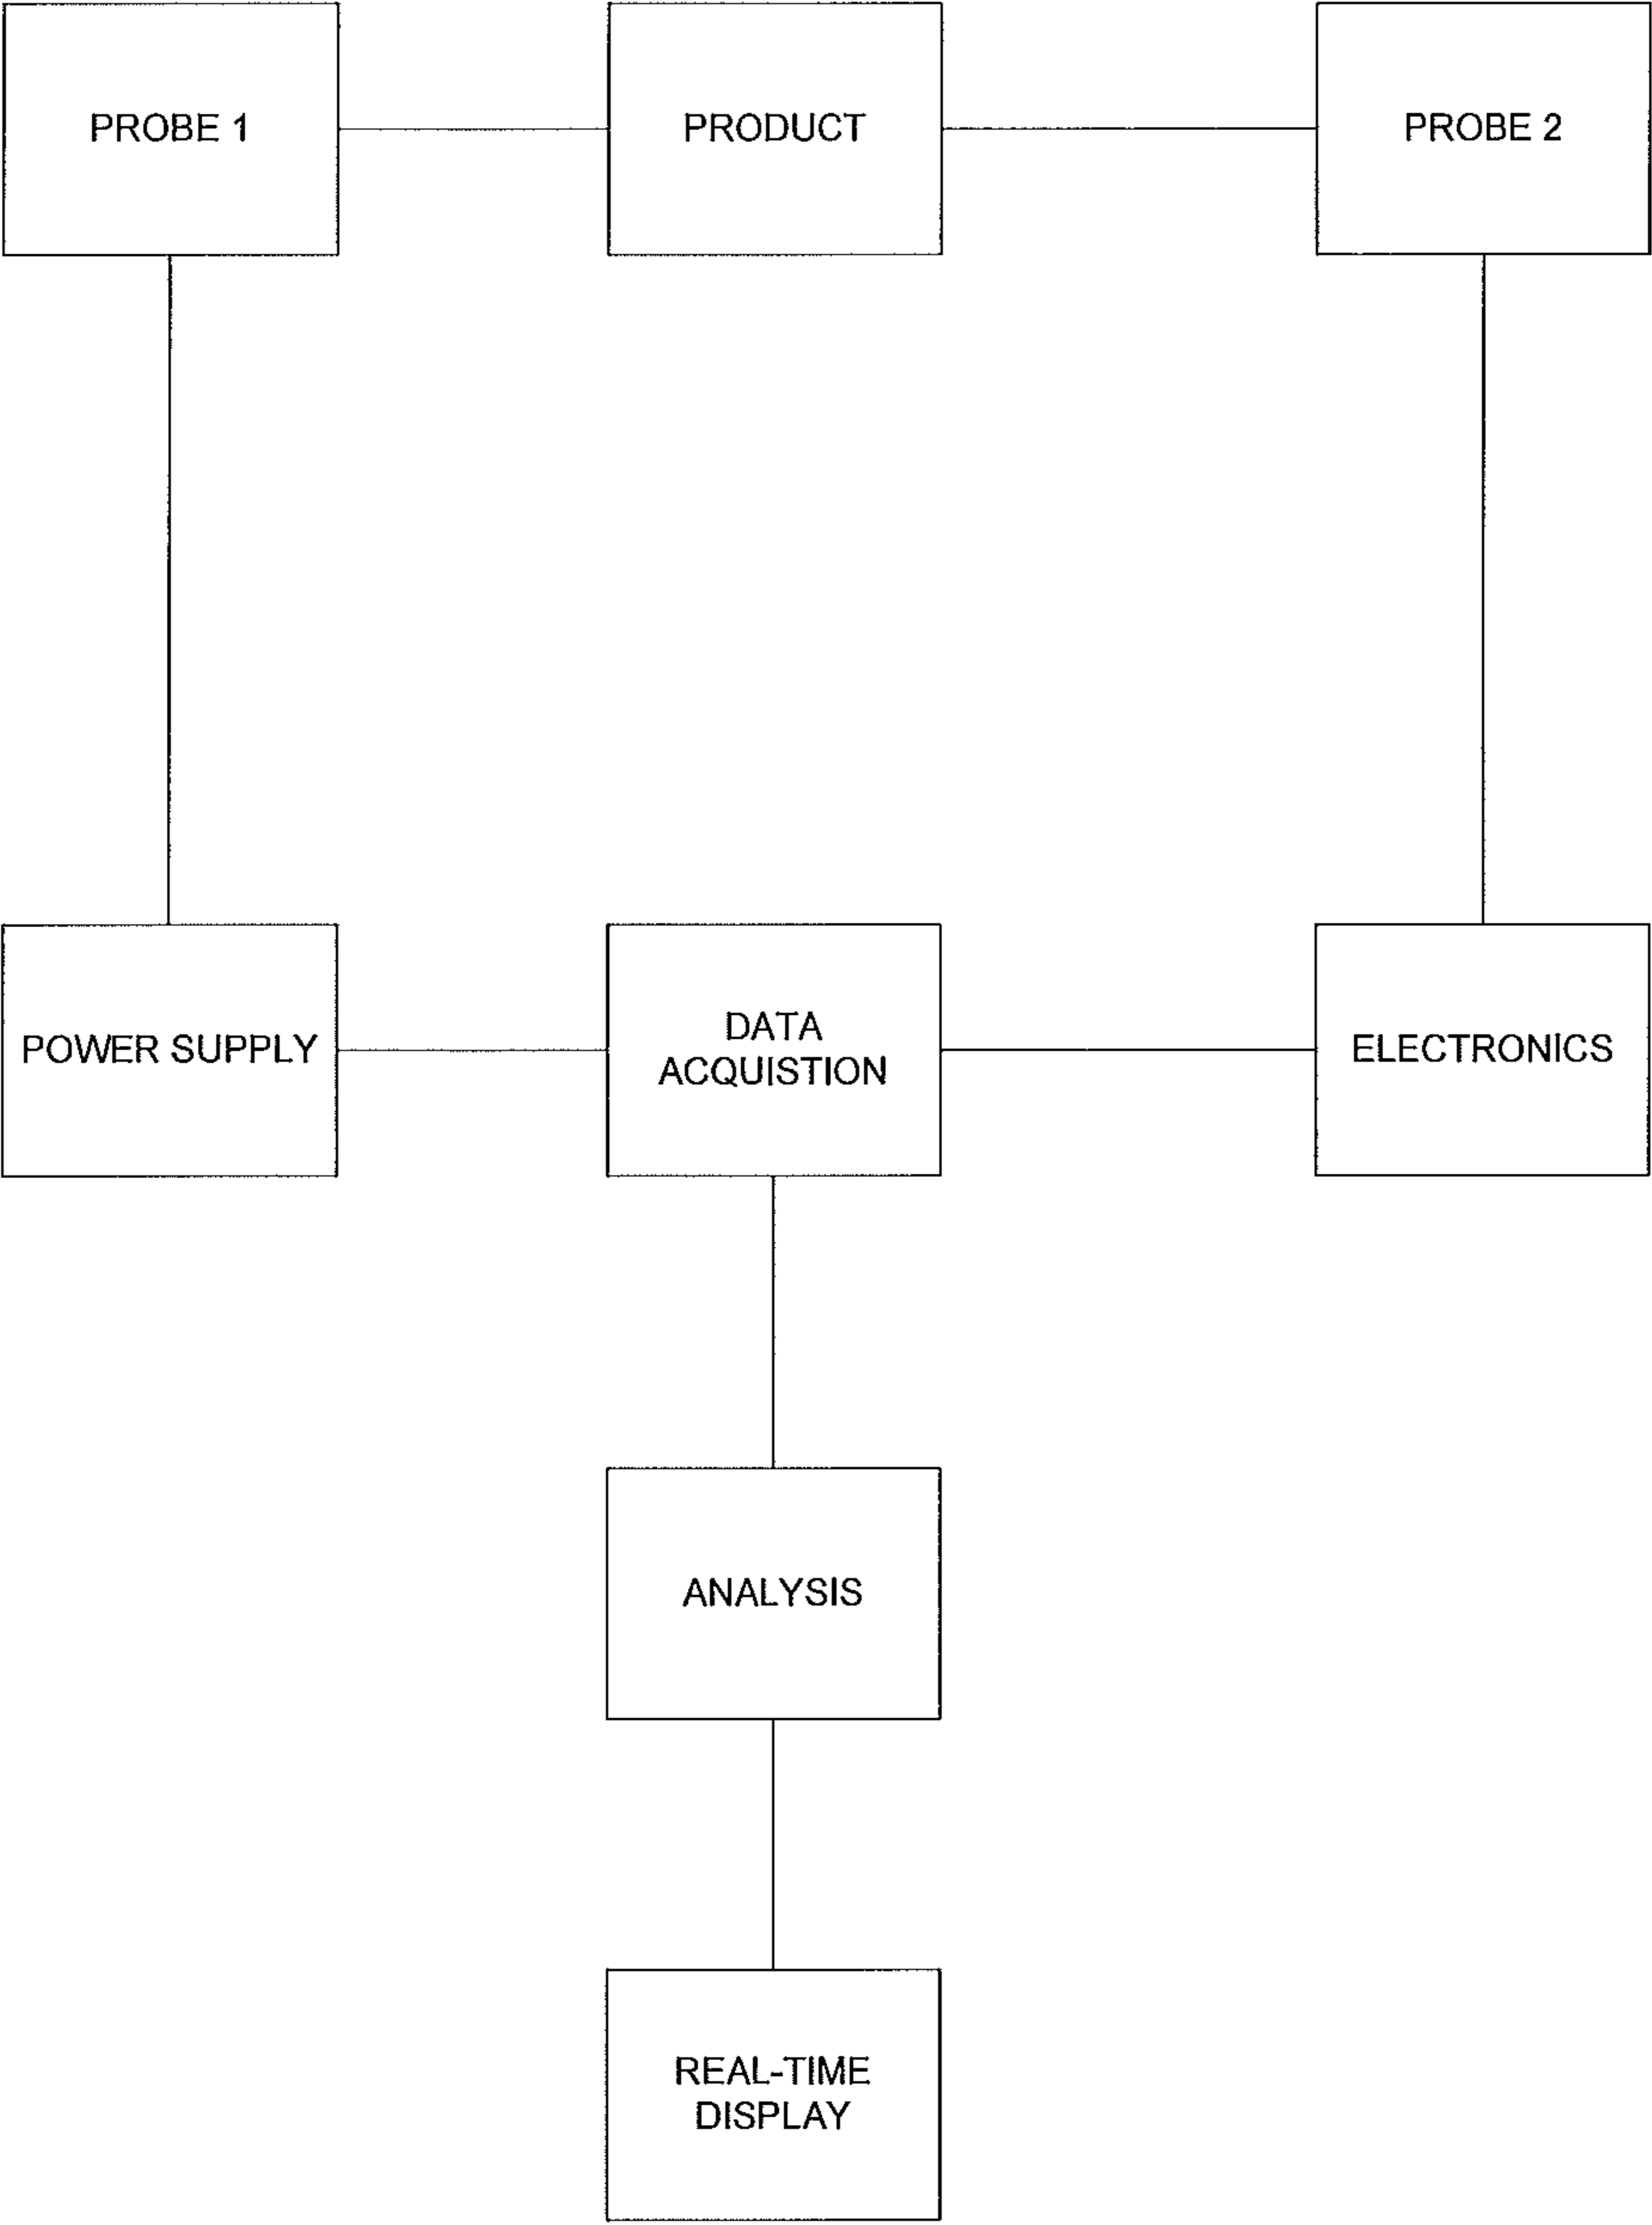 PROBE 1
PRODUCT
PROBE 2
POWER SUPPLY
DATA
ACQUISTION
ELECTRONICS
ANALYSIS
REAL-TIME
DISPLAY